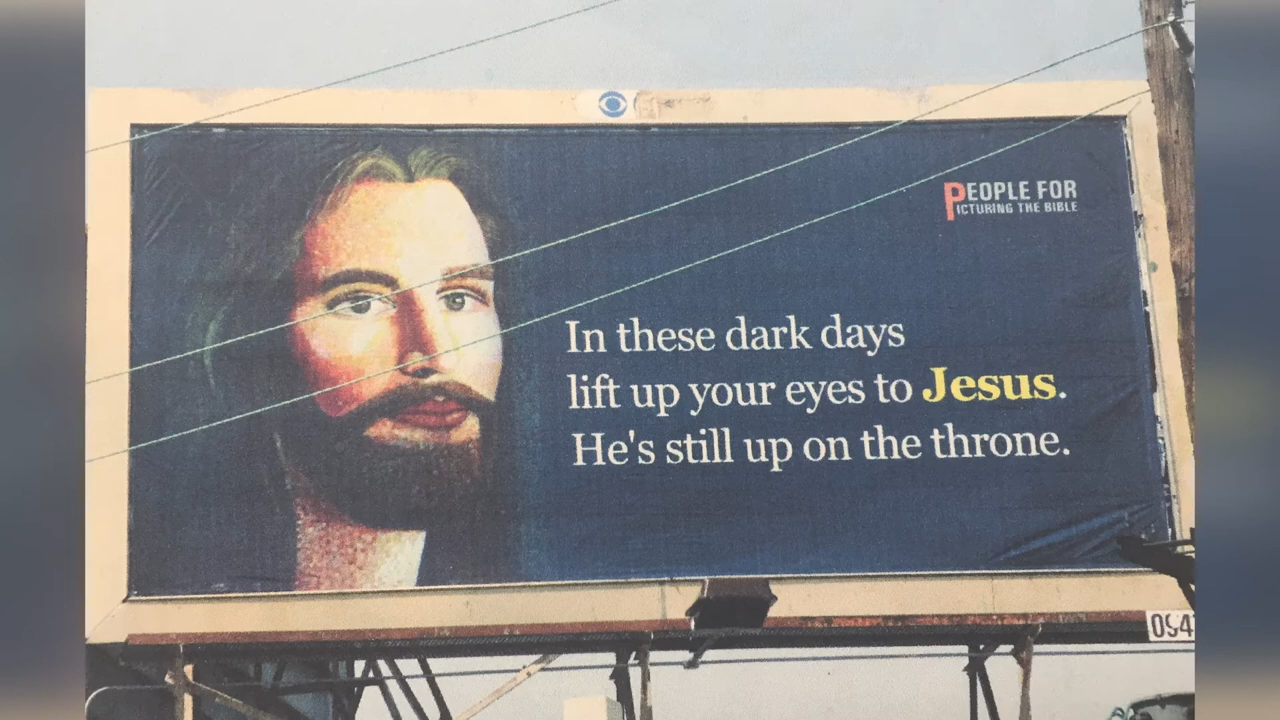 PEOPLE FOR
PICTURING THE BIBLE
In these dark days
lift up your eyes to Jesus.
He's still up on the throne.